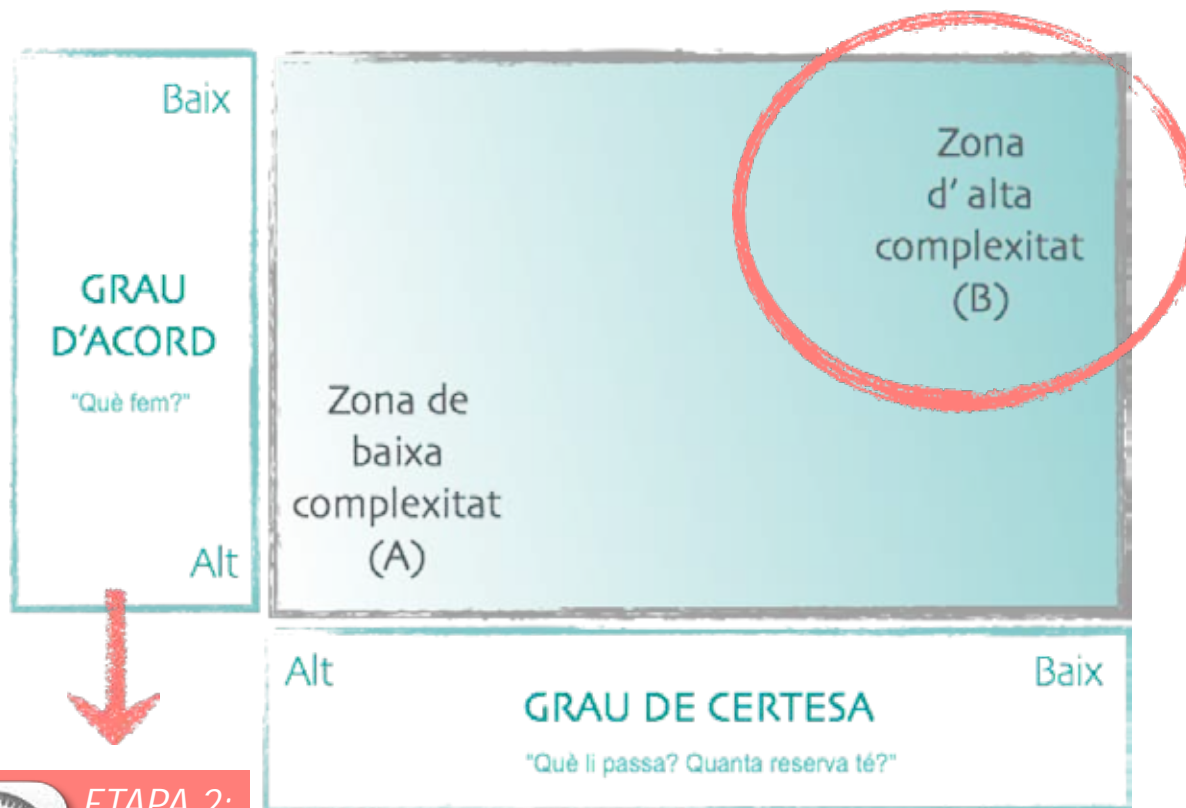 Baix
GRAU
D'ACORD
"Què fem?"
Alt
Zona
d' alta
complexitat
(B)
Zona de
baixa
complexitat
(A)
Alt
Baix
GRAU DE CERTESA
"Què li passa? Quanta reserva té?"
ETAPA 2: